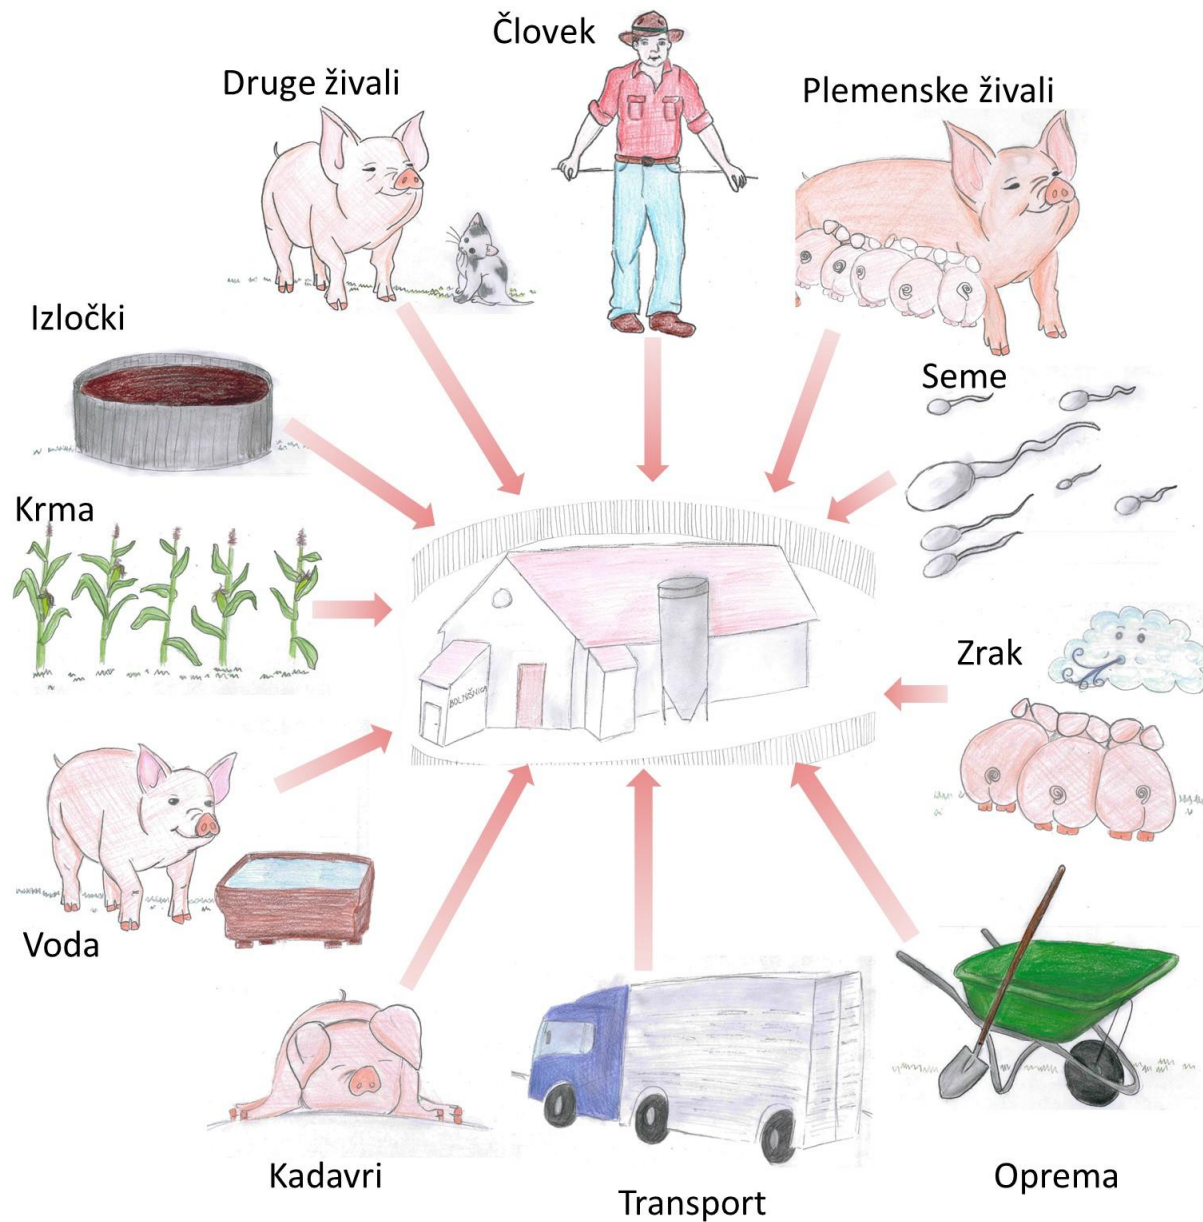 Človek
Druge živali
Plemenske živali
Izločki
Seme
Krma
Zrak
Voda
Kadavri
Transport
Oprema